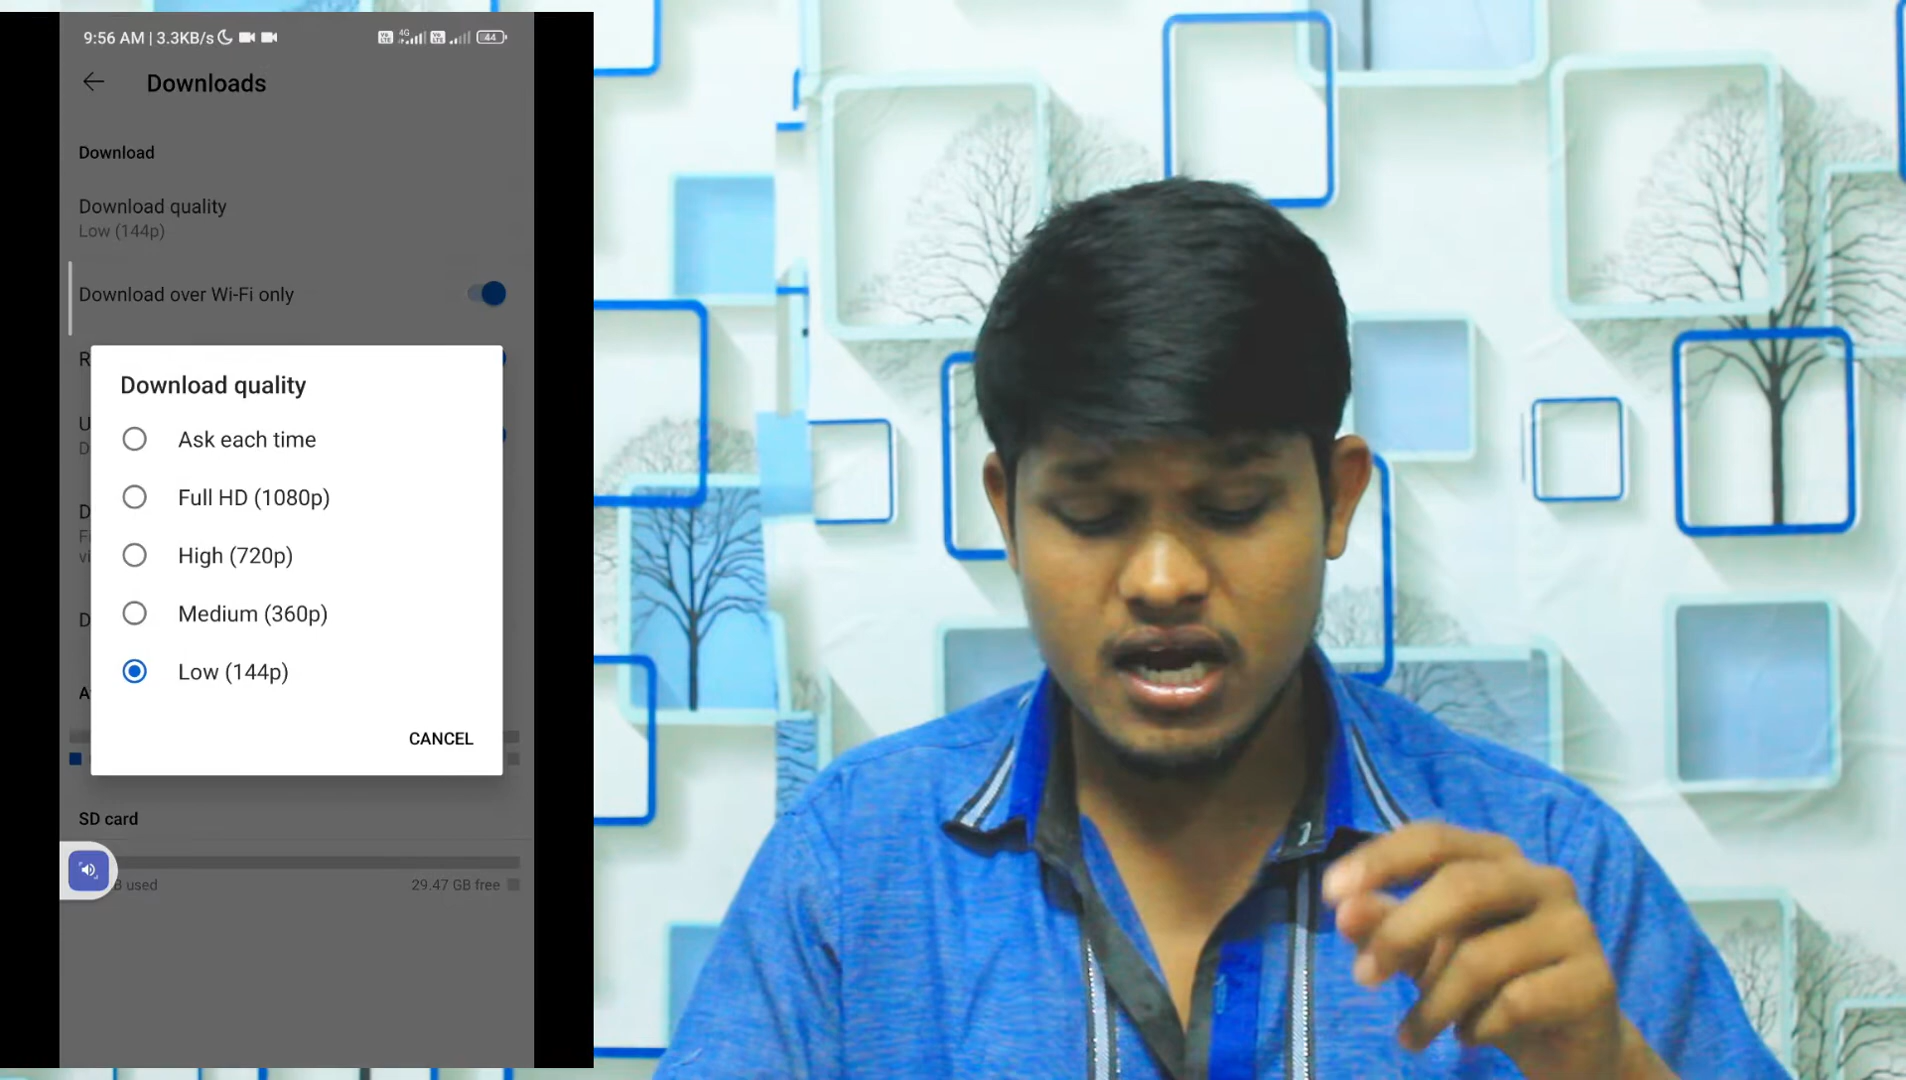 9:56 AM | 3.3KB/s 4G 44
Downloads
Download
Download quality
Low (144p)
Download over Wi-Fi only
Download quality
Ask each time
Full HD (1080p)
High (720p)
Medium (360p)
Low (144p)
CANCEL
SD card
B used 29.47 GB free